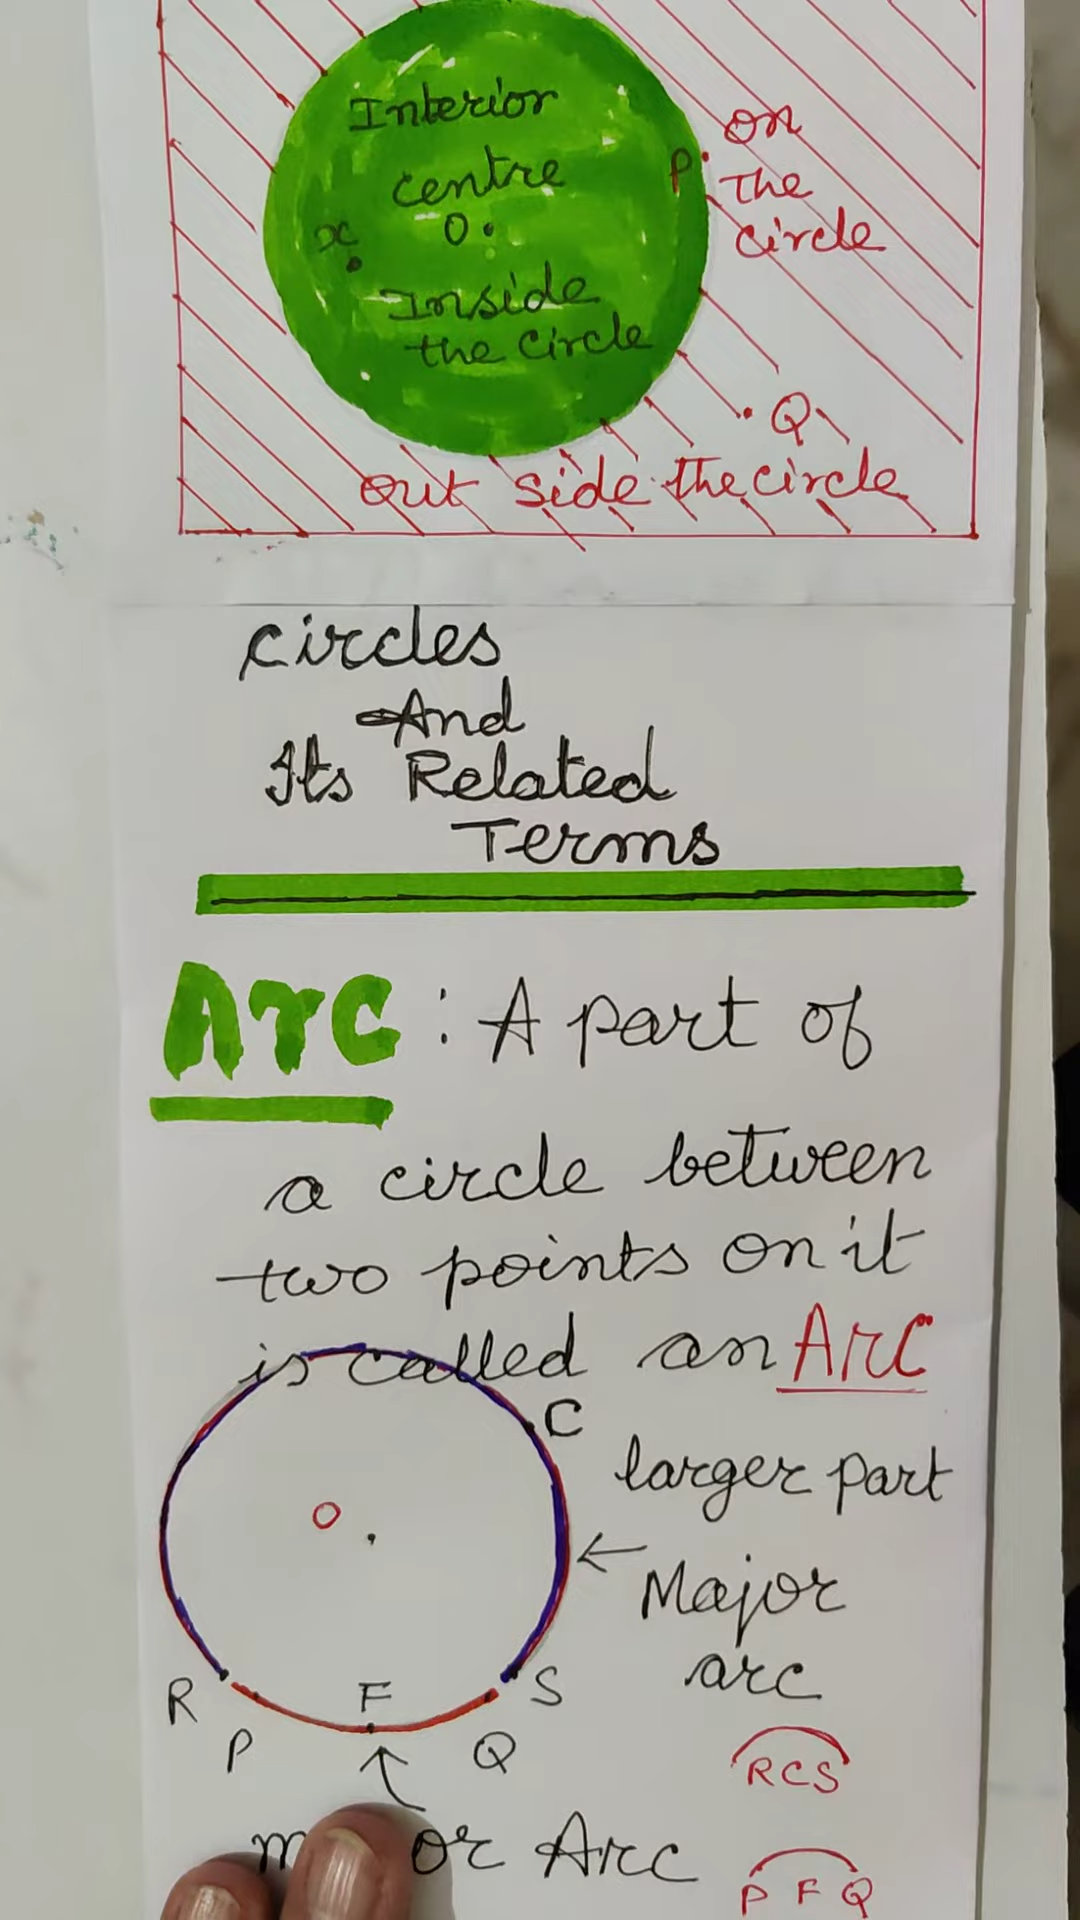 Interior
centre
O
x
Inside
the circle
P
on
The
circle
Q
out side the circle
circles
And
Its Related
Terms
Arc : A part of
a circle between
two points on it
is called an Arc
C
larger part
O
Major
arc
R
F
S
P
Q
RCS
or Arc
P F Q